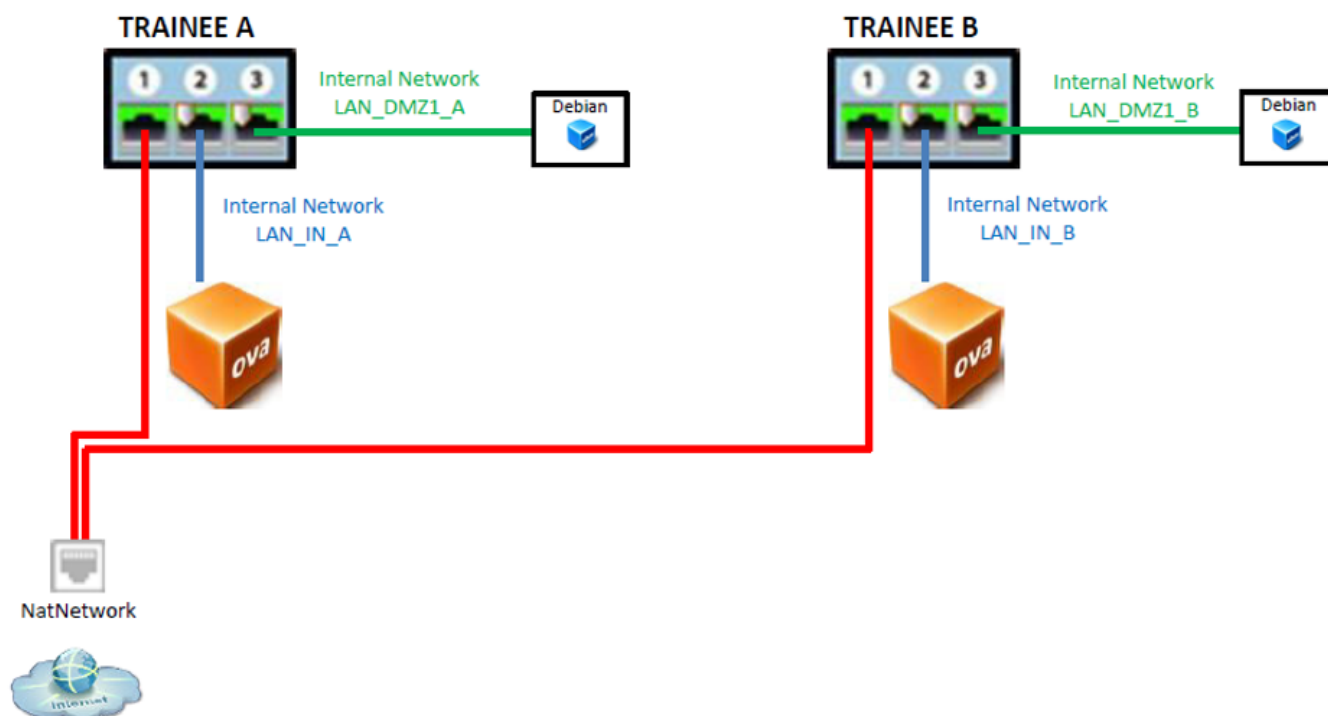 TRAINEE A
1 2 3
Internal Network
LAN_DMZ1_A
Debian
Internal Network
LAN_IN_A
ova
TRAINEE B
1 2 3
Internal Network
LAN_DMZ1_B
Debian
Internal Network
LAN_IN_B
ova
NatNetwork
Internet